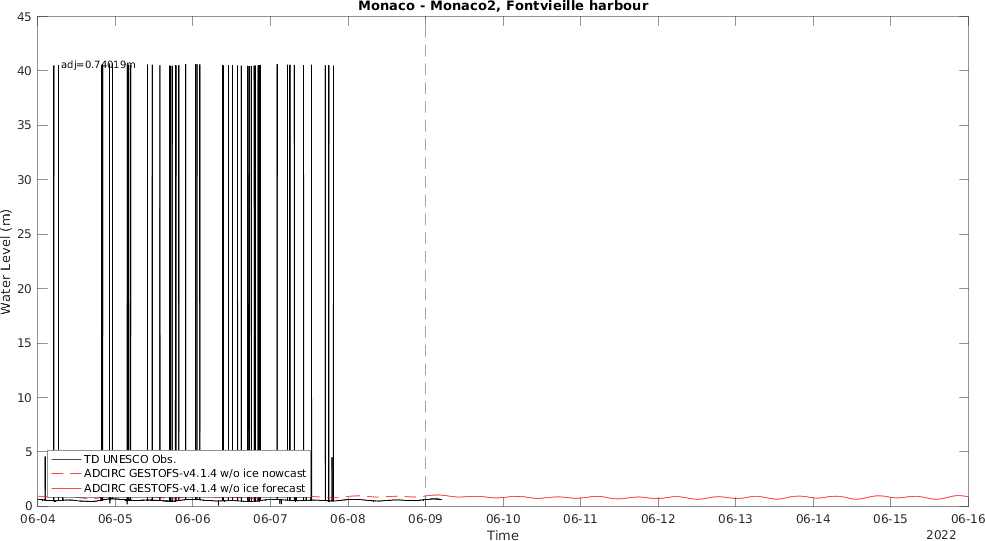 Monaco - Monaco2, Fontvieille harbour
45
40
35
30
25
20
15
10
5
0
Water Level (m)
adj=0.74019m
TD UNESCO Obs.
ADCIRC GESTOFS-v4.1.4 w/o ice nowcast
ADCIRC GESTOFS-v4.1.4 w/o ice forecast
06-04 06-05 06-06 06-07 06-08 06-09 06-10 06-11 06-12 06-13 06-14 06-15 06-16
Time
2022